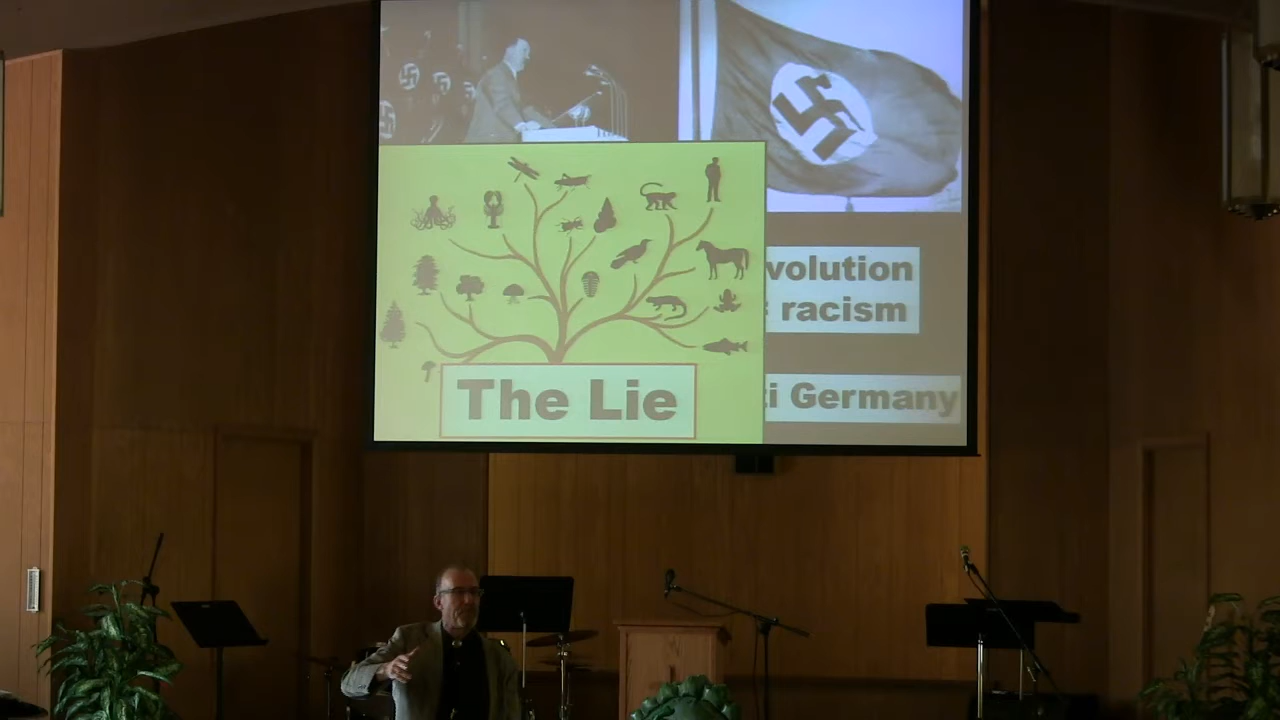 volution
racism
The Lie
i Germany